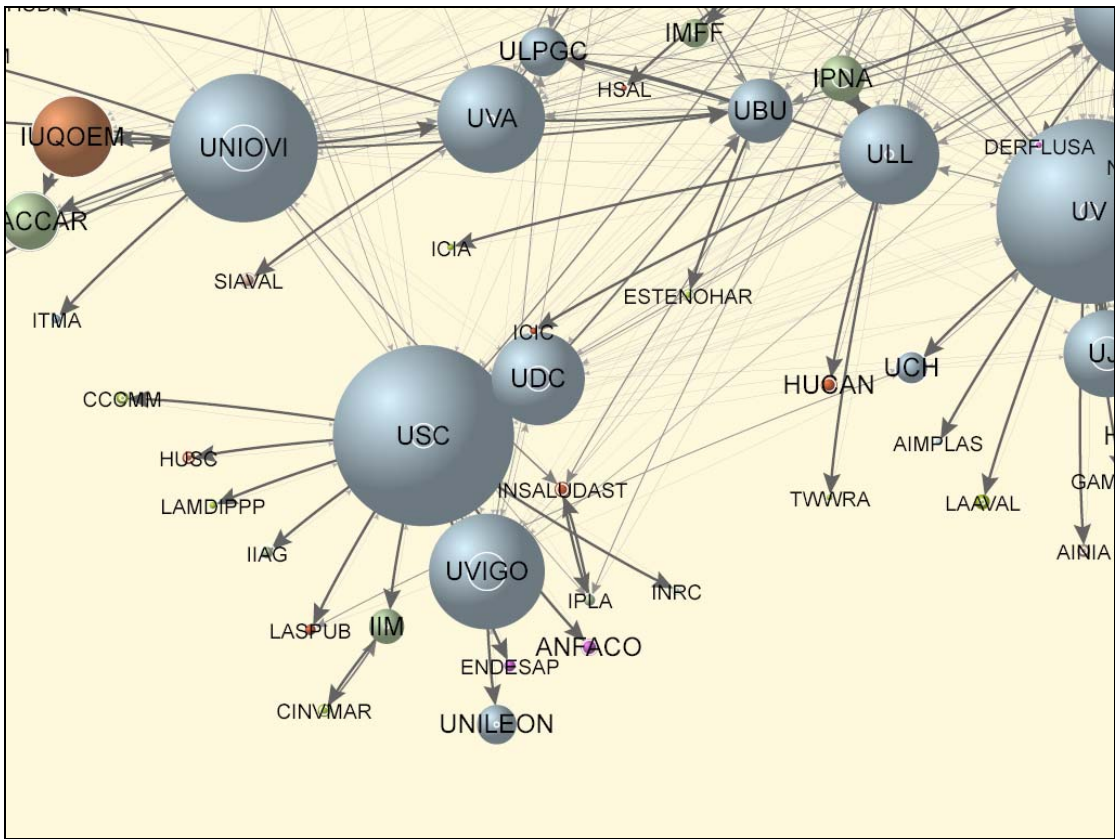 IMFF
ULPGC
IPNA
HSAL
UBU
UVA
IUQOEM
UNIOVI
ULL
DERFLUSA
UV
ACCAR
ICIA
SIAVAL
ESTENOHAR
ITMA
ICIC
UDC
UCH
HUCAN
CCOMM
USC
AIMPLAS
HUSC
INSALUDAST
TWWRA
LAAVAL
GAM
LAMDIPPP
IIAG
AINIA
UVIGO
INRC
IPLA
LASPUB
IIM
ANFACO
ENDESAP
CINVMAR
UNILEON